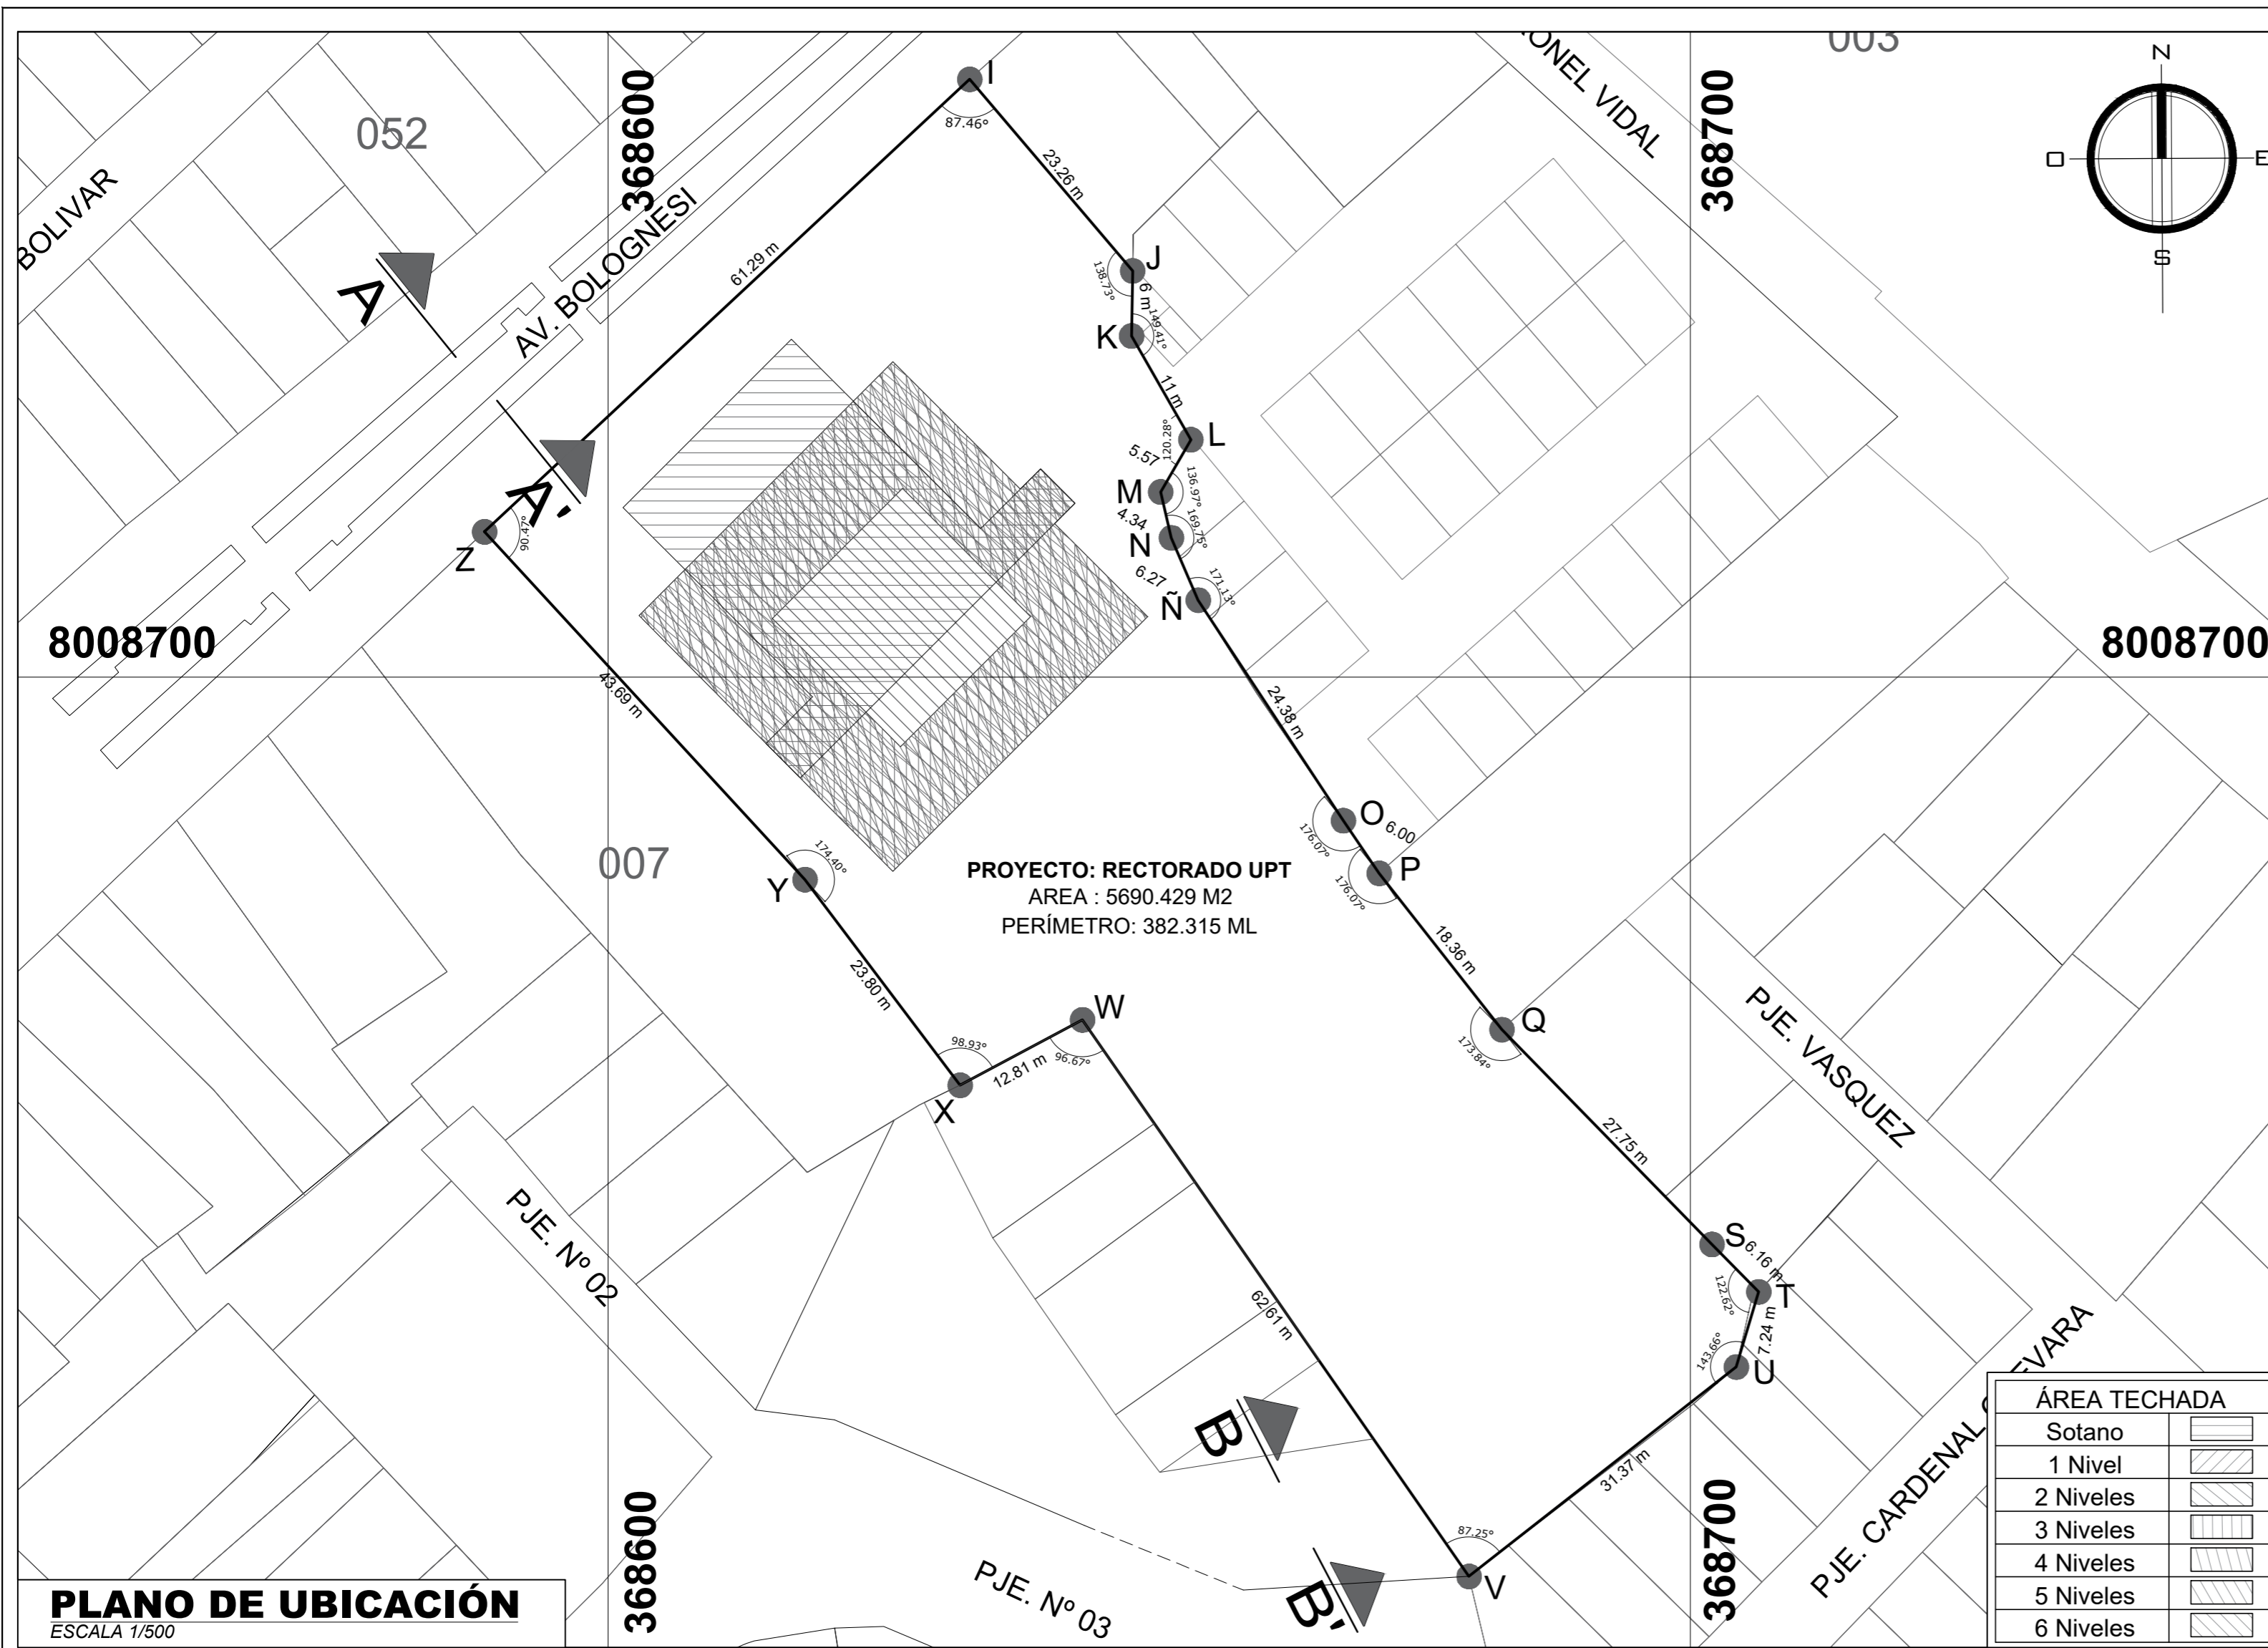 003
N
O
E
S
052
BOLIVAR
AV. BOLOGNESI
VIDAL
3688600
368700
A
A'
I
87.46°
23.26 m
61.29 m
J
138.73°
6 m
K
149.41°
11 m
L
120.28°
5.57
M
136.97°
4.34
N
169.75°
6.27
Ñ
171.13°
Z
90.47°
8008700
8008700
43.69 m
24.38 m
O
6.00
176.07°
P
176.07°
007
Y
174.40°
PROYECTO: RECTORADO UPT
AREA : 5690.429 M2
PERÍMETRO: 382.315 ML
18.36 m
23.80 m
W
96.67°
98.93°
12.81 m
X
Q
173.84°
PJE. VASQUEZ
27.75 m
PJE. Nº 02
S
6.16 m
T
122.62°
7.24 m
143.66°
U
62.61 m
B
B'
31.37 m
87.25°
V
PJE. Nº 03
PJE. CARDENAL
368600
368700
ÁREA TECHADA
Sotano
1 Nivel
2 Niveles
3 Niveles
4 Niveles
5 Niveles
6 Niveles
PLANO DE UBICACIÓN
ESCALA 1/500